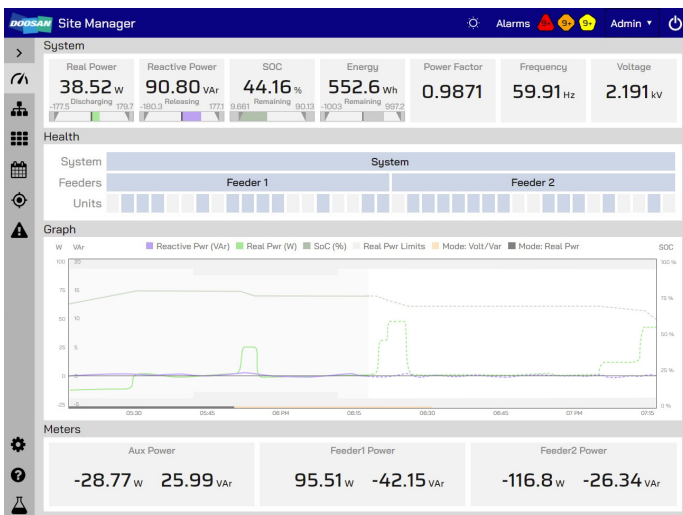 DOOSAN Site Manager Alarms 9+ 9+ 9+ Admin
System
Real Power Reactive Power SOC Energy Power Factor Frequency Voltage
38.52 W 90.80 VAr 44.16 % 552.6 Wh 0.9871 59.91 Hz 2.191 kV
-177.5 Discharging 179.7 -180.3 Releasing 177.1 9.661 Remaining 90.13 -1003 Remaining 997.2
Health
System System
Feeders Feeder 1 Feeder 2
Units
Graph
W VAr Reactive Pwr (VAr) Real Pwr (W) SoC (%) Real Pwr Limits Mode: Volt/Var Mode: Real Pwr SOC
100 20 100 %
75 15 75 %
50 10 50 %
25 5 25 %
0 0
-25 -5 0 %
05:30 05:45 06 PM 06:15 06:30 06:45 07 PM 07:15
Meters
Aux Power Feeder1 Power Feeder2 Power
-28.77 W 25.99 VAr 95.51 W -42.15 VAr -116.8 W -26.34 VAr